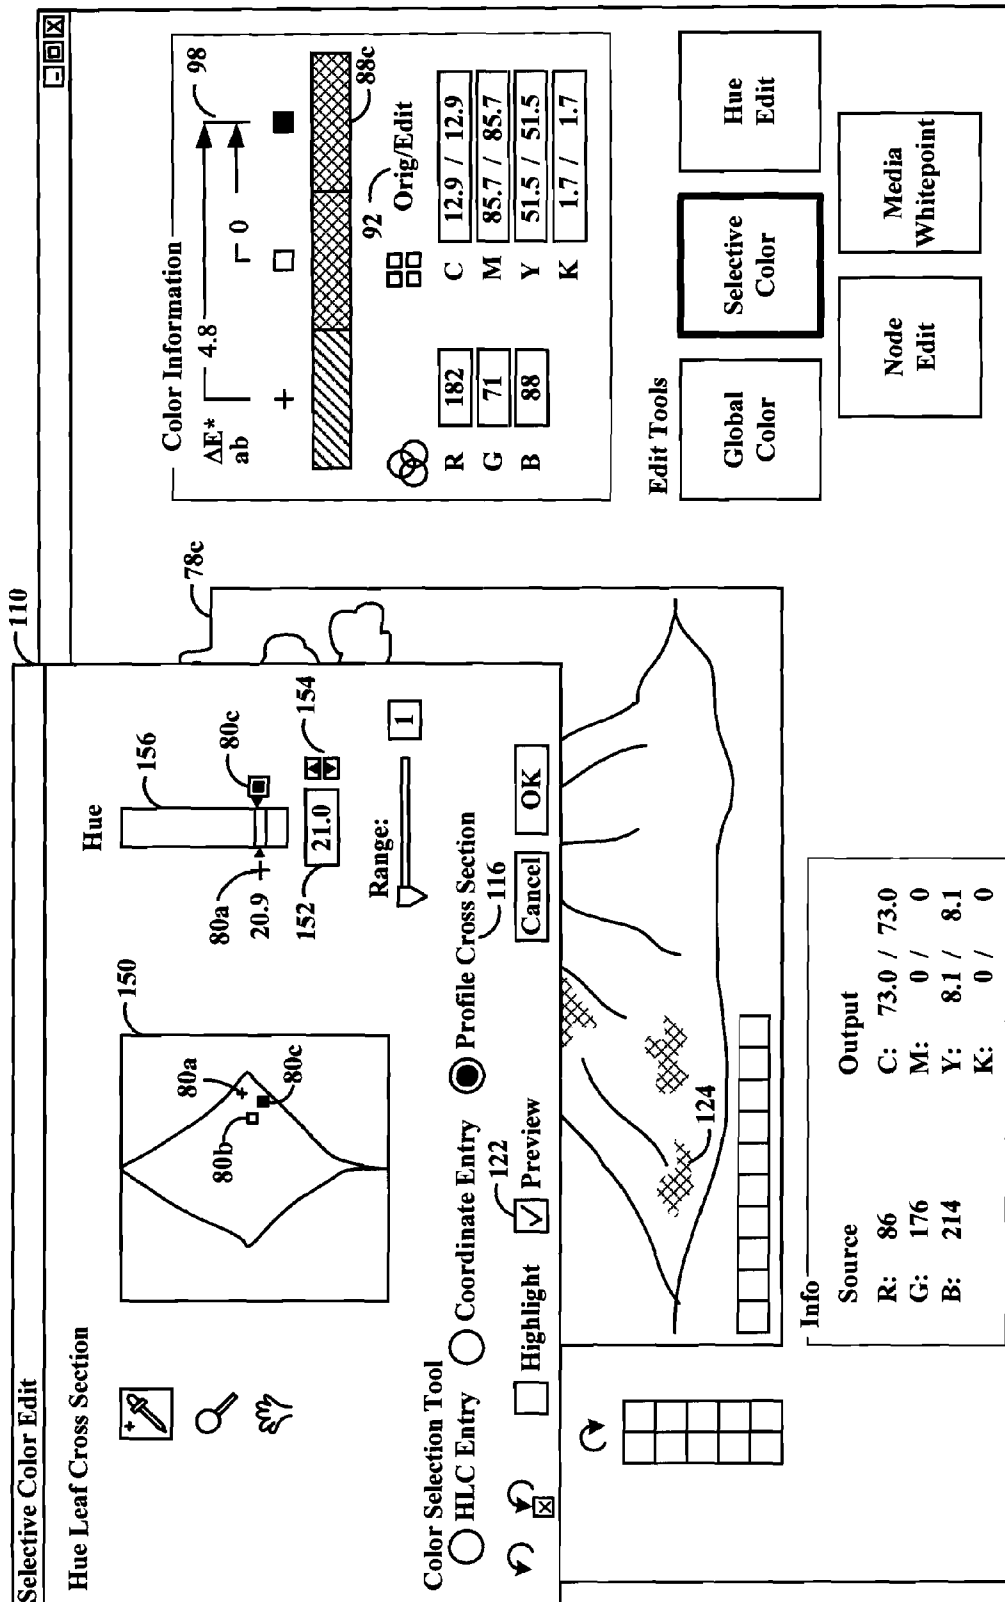 110
Selective Color Edit
Hue Leaf Cross Section
150
80a
80b
80c
Hue
156
80a
80c
20.9
152
21.0
154
Range:
1
Color Selection Tool
HLC Entry
Coordinate Entry
Profile Cross Section
116
122
Highlight
Preview
Cancel
OK
78c
124
Color Information
ΔE*
ab
4.8
0
98
88c
92
Orig/Edit
R 182
G 71
B 88
C 12.9 / 12.9
M 85.7 / 85.7
Y 51.5 / 51.5
K 1.7 / 1.7
Edit Tools
Global
Color
Selective
Color
Hue
Edit
Node
Edit
Media
Whitepoint
Info
Source
R: 86
G: 176
B: 214
Output
C: 73.0 / 73.0
M: 0 / 0
Y: 8.1 / 8.1
K: 0 / 0